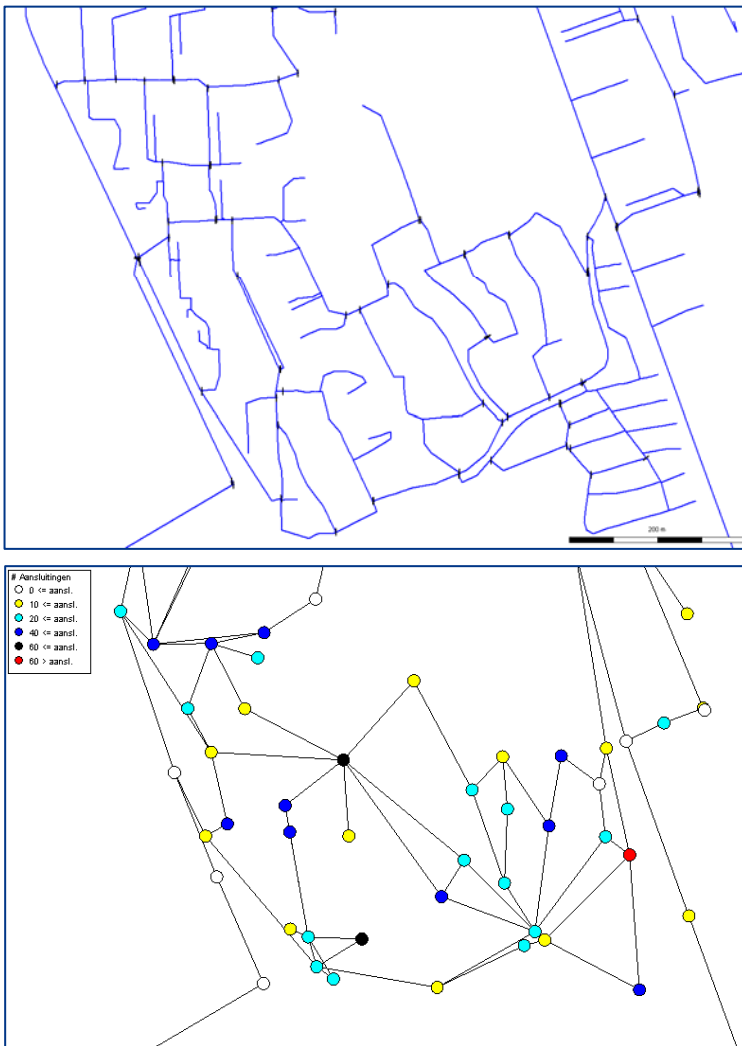 200 m
# Aansluitingen
0 <= aansl.
10 <= aansl.
20 <= aansl.
40 <= aansl.
60 <= aansl.
60 > aansl.